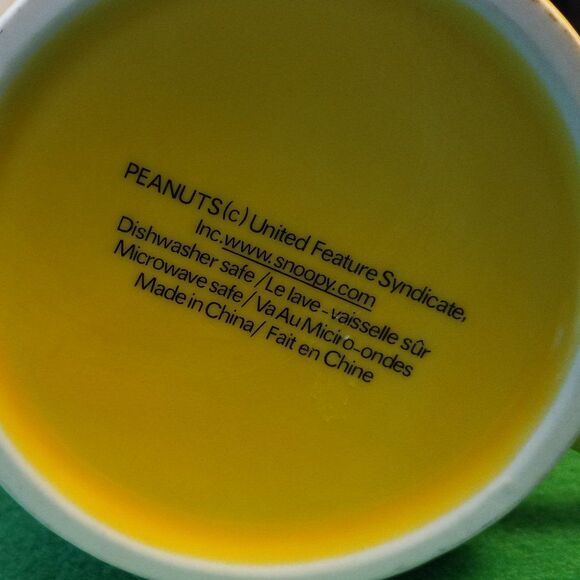 PEANUTS(c) United Feature Syndicate,
Inc.www.snoopy.com
Dishwasher safe/Le lave-vaisselle sûr
Microwave safe/Va Au Miciro-ondes
Made in China/Fait en Chine